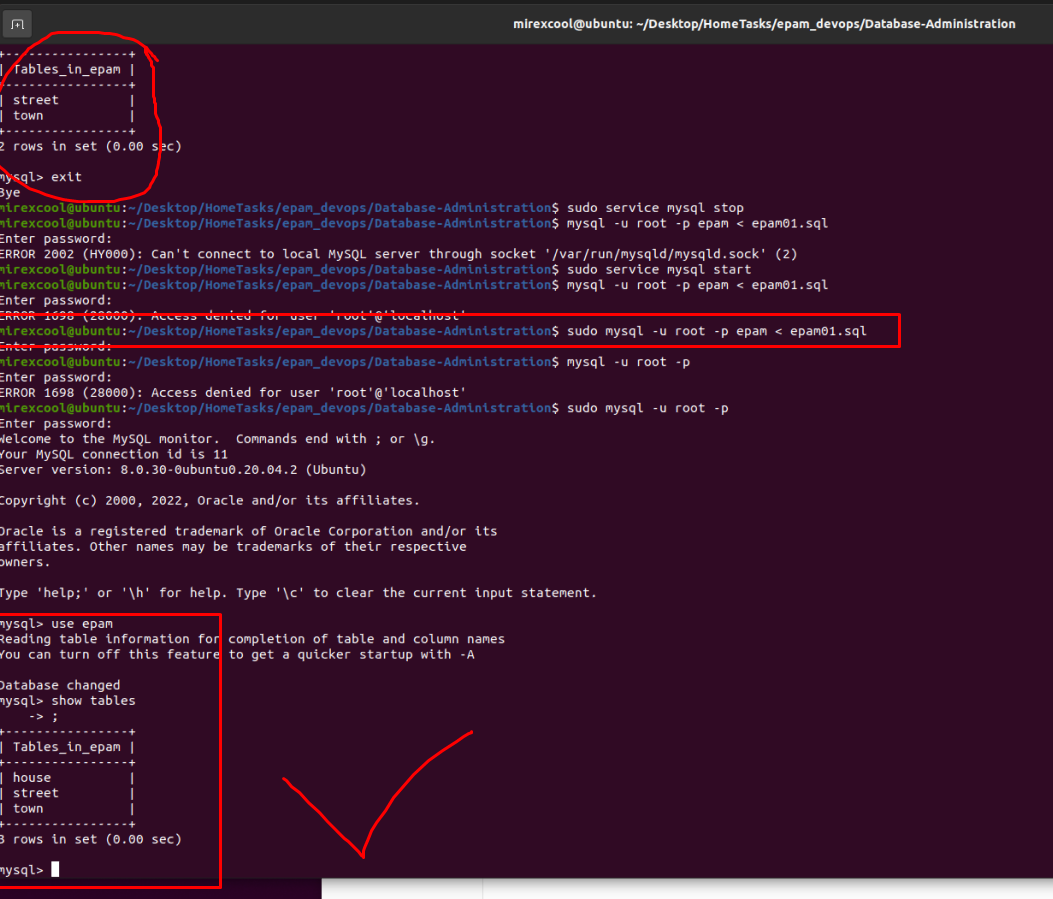 mirexcool@ubuntu: ~/Desktop/HomeTasks/epam_devops/Database-Administration
+----------------+
| Tables_in_epam |
+----------------+
| street         |
| town           |
+----------------+
2 rows in set (0.00 sec)
mysql> exit
Bye
mirexcool@ubuntu:~/Desktop/HomeTasks/epam_devops/Database-Administration$ sudo service mysql stop
mirexcool@ubuntu:~/Desktop/HomeTasks/epam_devops/Database-Administration$ mysql -u root -p epam < epam01.sql
Enter password:
ERROR 2002 (HY000): Can't connect to local MySQL server through socket '/var/run/mysqld/mysqld.sock' (2)
mirexcool@ubuntu:~/Desktop/HomeTasks/epam_devops/Database-Administration$ sudo service mysql start
mirexcool@ubuntu:~/Desktop/HomeTasks/epam_devops/Database-Administration$ mysql -u root -p epam < epam01.sql
Enter password:
ERROR 1698 (28000): Access denied for user 'root'@'localhost'
mirexcool@ubuntu:~/Desktop/HomeTasks/epam_devops/Database-Administration$ sudo mysql -u root -p epam < epam01.sql
Enter password:
mirexcool@ubuntu:~/Desktop/HomeTasks/epam_devops/Database-Administration$ mysql -u root -p
Enter password:
ERROR 1698 (28000): Access denied for user 'root'@'localhost'
mirexcool@ubuntu:~/Desktop/HomeTasks/epam_devops/Database-Administration$ sudo mysql -u root -p
Enter password:
Welcome to the MySQL monitor.  Commands end with ; or \g.
Your MySQL connection id is 11
Server version: 8.0.30-0ubuntu0.20.04.2 (Ubuntu)
Copyright (c) 2000, 2022, Oracle and/or its affiliates.
Oracle is a registered trademark of Oracle Corporation and/or its
affiliates. Other names may be trademarks of their respective
owners.
Type 'help;' or '\h' for help. Type '\c' to clear the current input statement.
mysql> use epam
Reading table information for completion of table and column names
You can turn off this feature to get a quicker startup with -A
Database changed
mysql> show tables
    -> ;
+----------------+
| Tables_in_epam |
+----------------+
| house          |
| street         |
| town           |
+----------------+
3 rows in set (0.00 sec)
mysql>